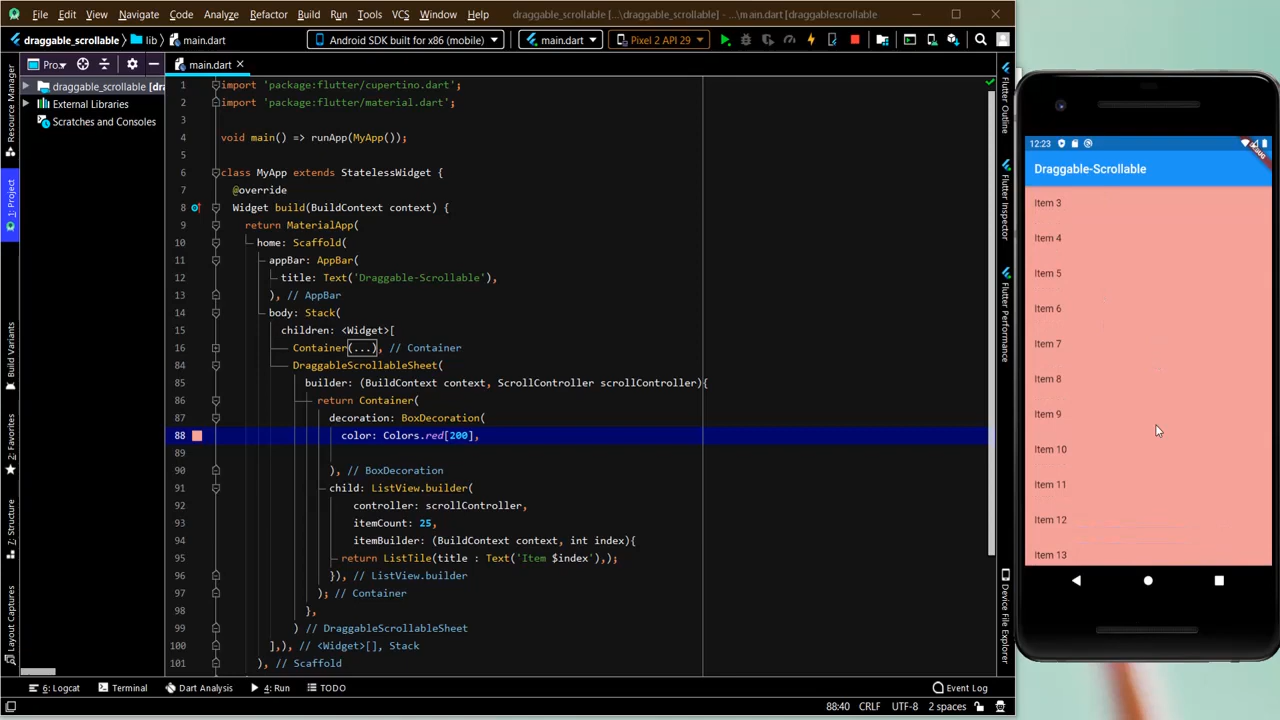 File Edit View Navigate Code Analyze Refactor Build Run Tools VCS Window Help draggable_scrollable [...\draggable_scrollable] - ...\main.dart [draggablescrollable
draggable_scrollable lib main.dart Android SDK built for x86 (mobile) main.dart Pixel 2 API 29
Pro... main.dart
draggable_scrollable [dra
External Libraries
Scratches and Consoles
Resource Manager
1: Project
Build Variants
2: Favorites
7: Structure
Layout Captures
1 import 'package:flutter/cupertino.dart';
2 import 'package:flutter/material.dart';
3
4 void main() => runApp(MyApp());
5
6 class MyApp extends StatelessWidget {
7 @override
8 Widget build(BuildContext context) {
9 return MaterialApp(
10 home: Scaffold(
11 appBar: AppBar(
12 title: Text('Draggable-Scrollable'),
13 ), // AppBar
14 body: Stack(
15 children: <Widget>[
16 Container(...), // Container
84 DraggableScrollableSheet(
85 builder: (BuildContext context, ScrollController scrollController){
86 return Container(
87 decoration: BoxDecoration(
88 color: Colors.red[200],
89
90 ), // BoxDecoration
91 child: ListView.builder(
92 controller: scrollController,
93 itemCount: 25,
94 itemBuilder: (BuildContext context, int index){
95 return ListTile(title : Text('Item $index'),);
96 }), // ListView.builder
97 ); // Container
98 },
99 ) // DraggableScrollableSheet
100 ],), // <Widget>[], Stack
101 ), // Scaffold
Flutter Outline
Flutter Inspector
Flutter Performance
Device File Explorer
12:23
DEBUG
Draggable-Scrollable
Item 3
Item 4
Item 5
Item 6
Item 7
Item 8
Item 9
Item 10
Item 11
Item 12
Item 13
6: Logcat Terminal Dart Analysis 4: Run TODO Event Log
88:40 CRLF UTF-8 2 spaces